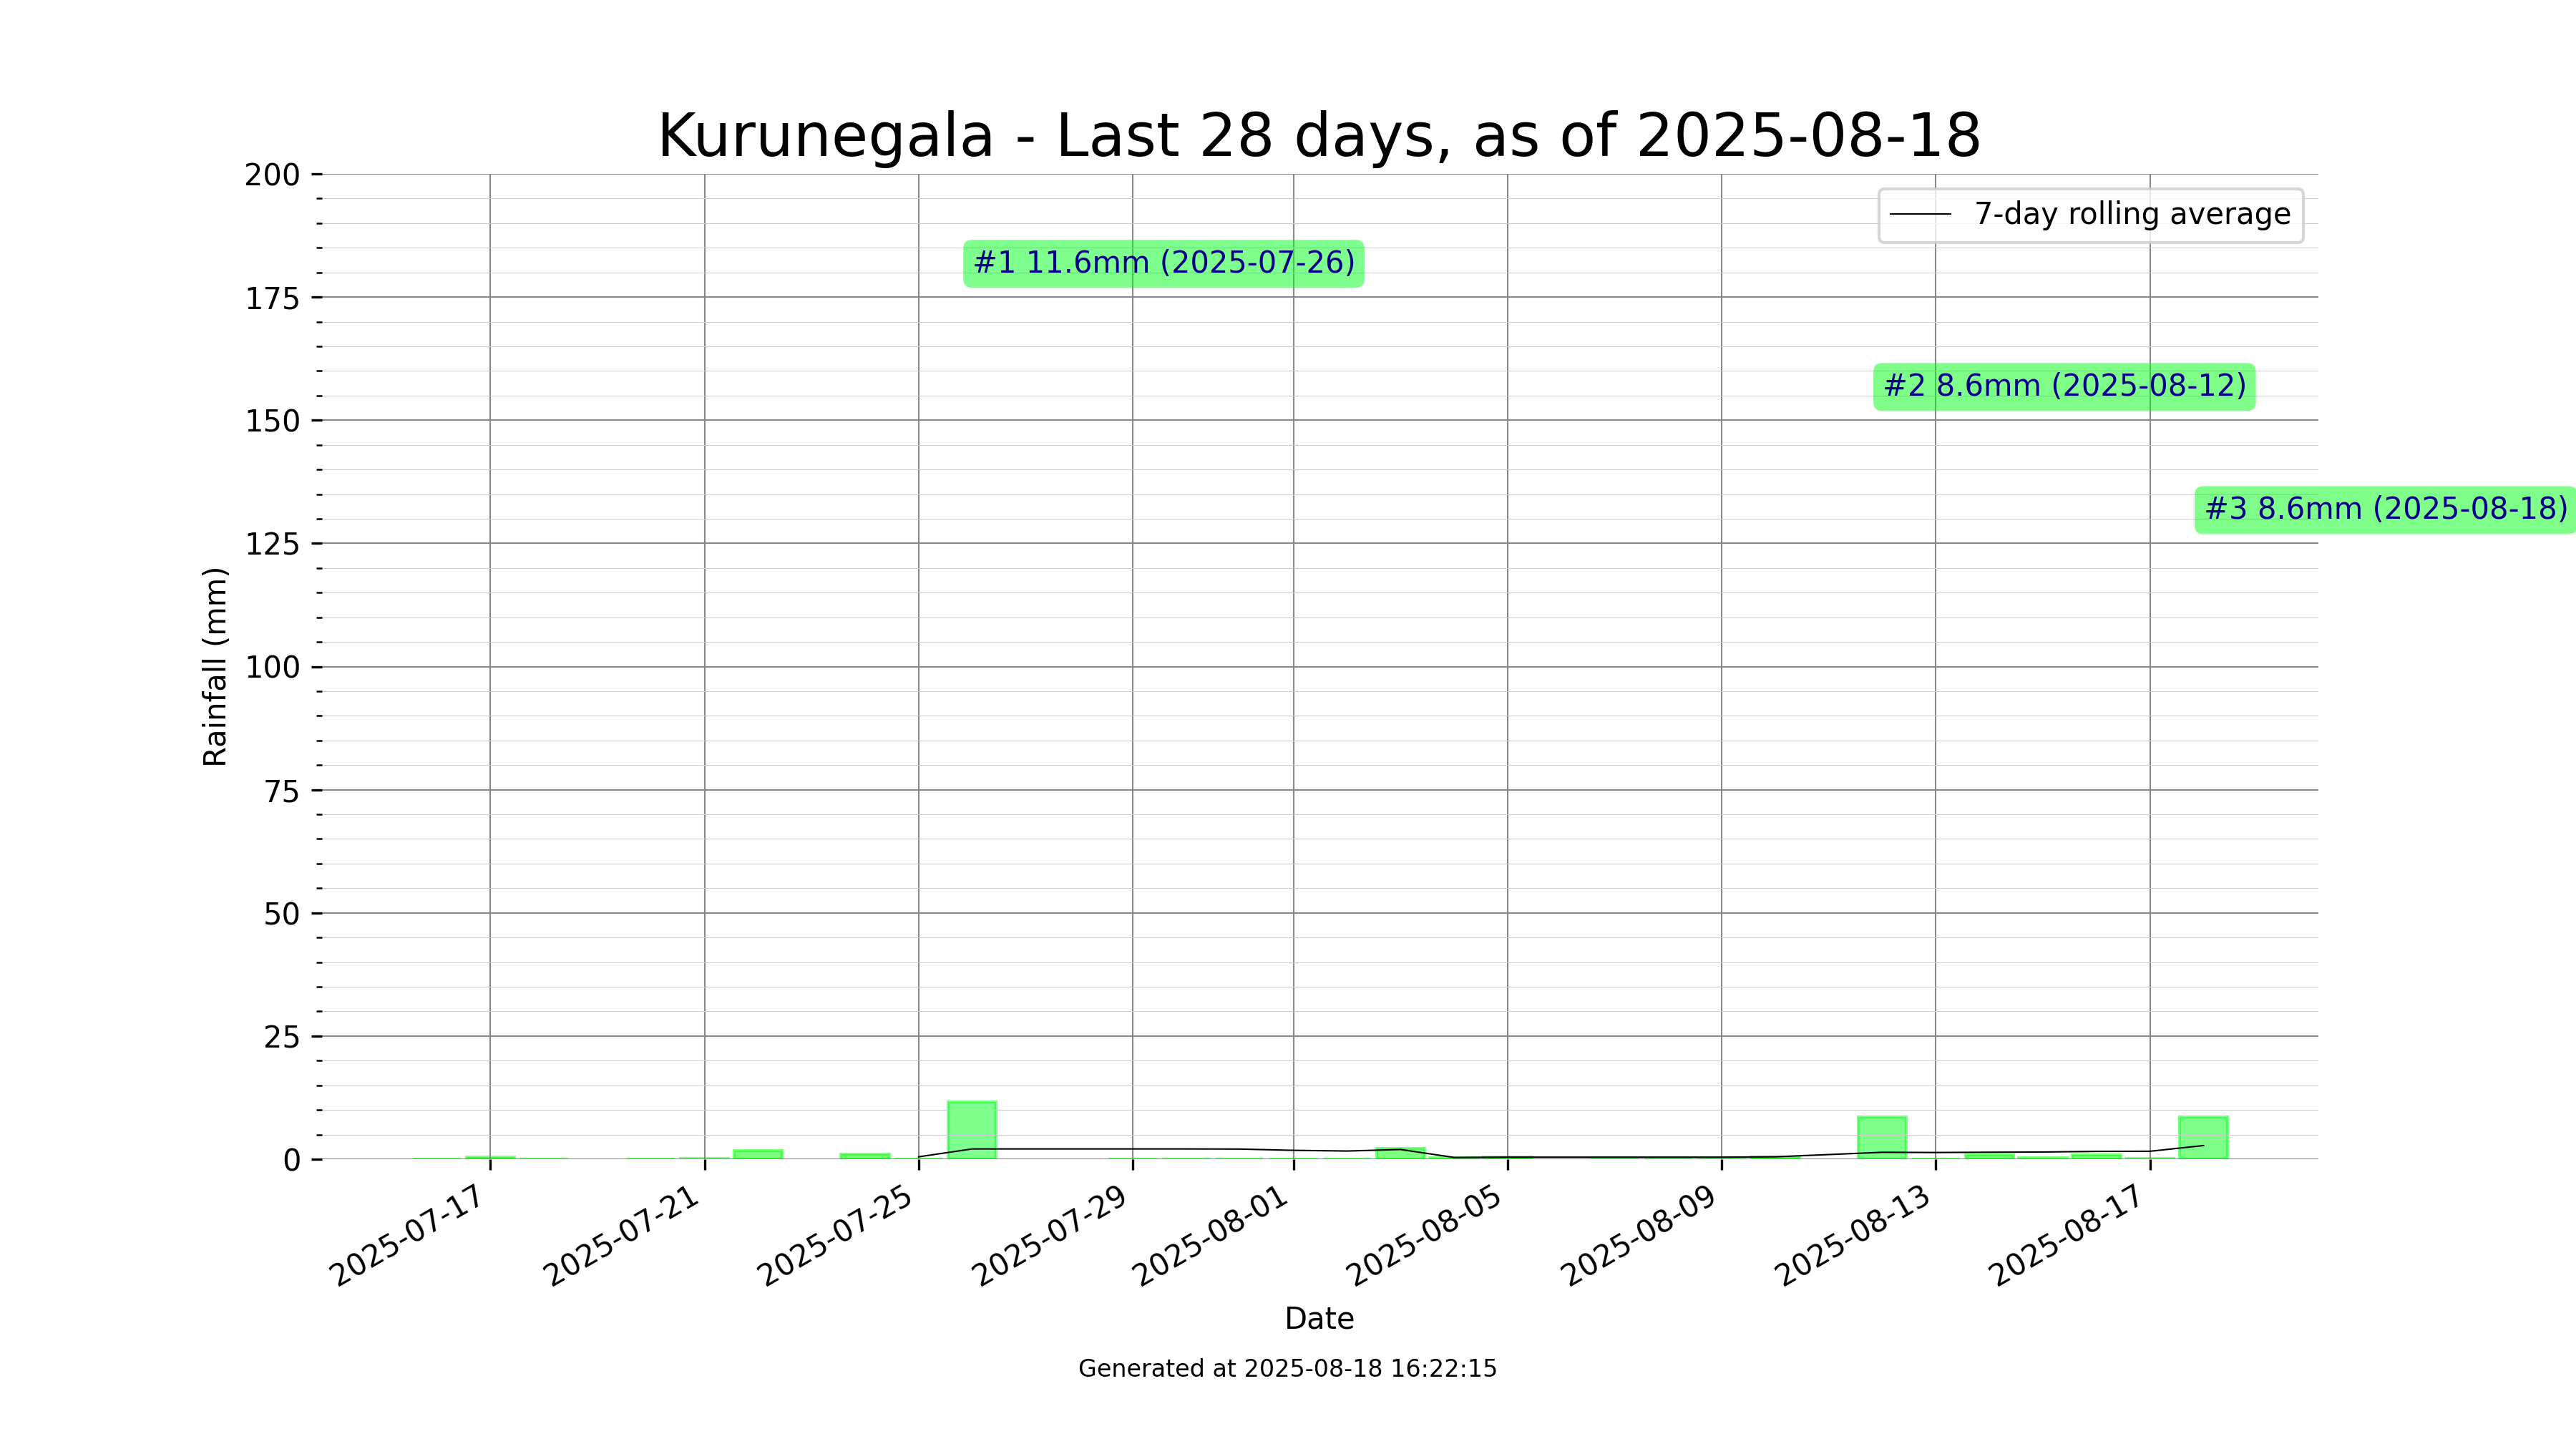 Kurunegala - Last 28 days, as of 2025-08-18
7-day rolling average
#1 11.6mm (2025-07-26)
#2 8.6mm (2025-08-12)
#3 8.6mm (2025-08-18)
Rainfall (mm)
200
175
150
125
100
75
50
25
0
2025-07-17
2025-07-21
2025-07-25
2025-07-29
2025-08-01
2025-08-05
2025-08-09
2025-08-13
2025-08-17
Date
Generated at 2025-08-18 16:22:15